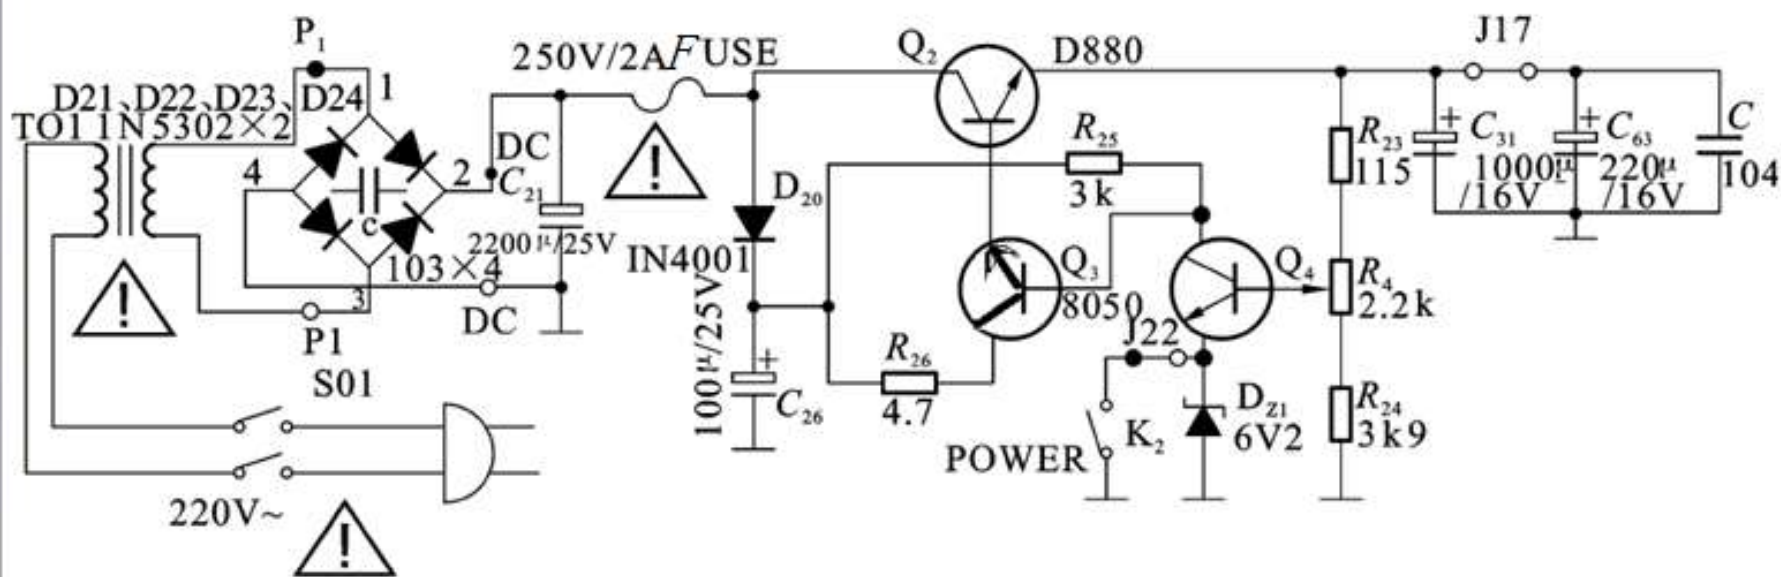 P₁
1
D21、D22、D23、D24
TO1 1N5302×2
4
2
c
103×4
3
P1
S01
220V~
!
!
250V/2A FUSE
!
DC
C₂₁
2200μ/25V
DC
D₂₀
IN4001
100μ/25V
+
C₂₆
Q₂
D880
R₂₅
3k
Q₃
8050
R₂₆
4.7
J22
K₂
POWER
Q₄
D_Z1
6V2
R₂₃
115
R₄
2.2k
R₂₄
3k9
J17
+
C₃₁
1000μ
/16V
+
C₆₃
220μ
/16V
C
104